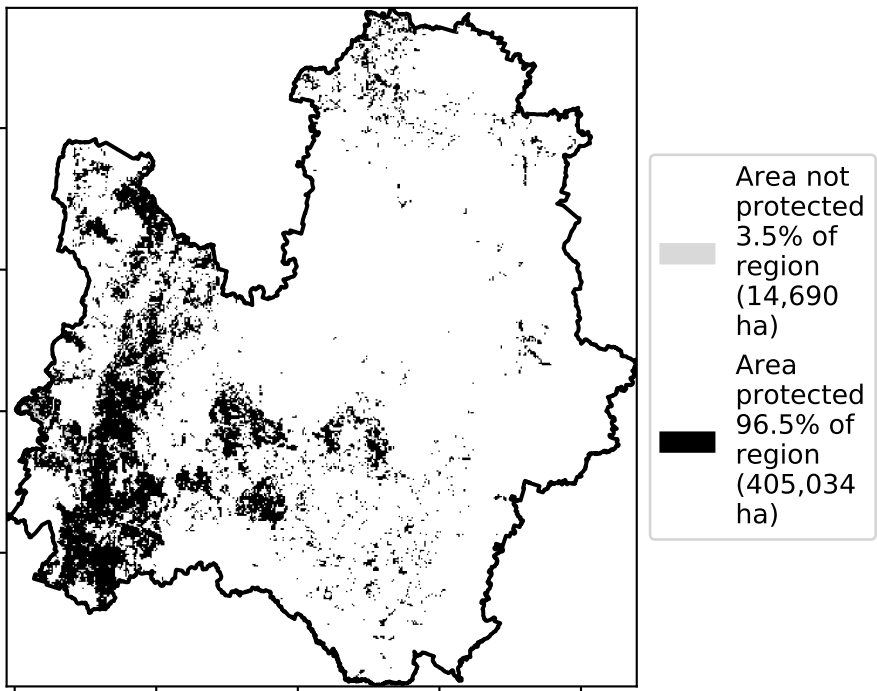 Area not
protected
3.5% of
region
(14,690
ha)
Area
protected
96.5% of
region
(405,034
ha)